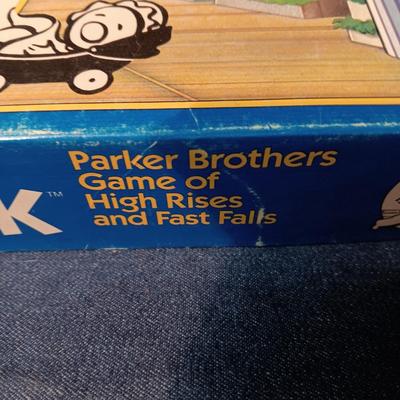 K™
Parker Brothers
Game of
High Rises
and Fast Falls